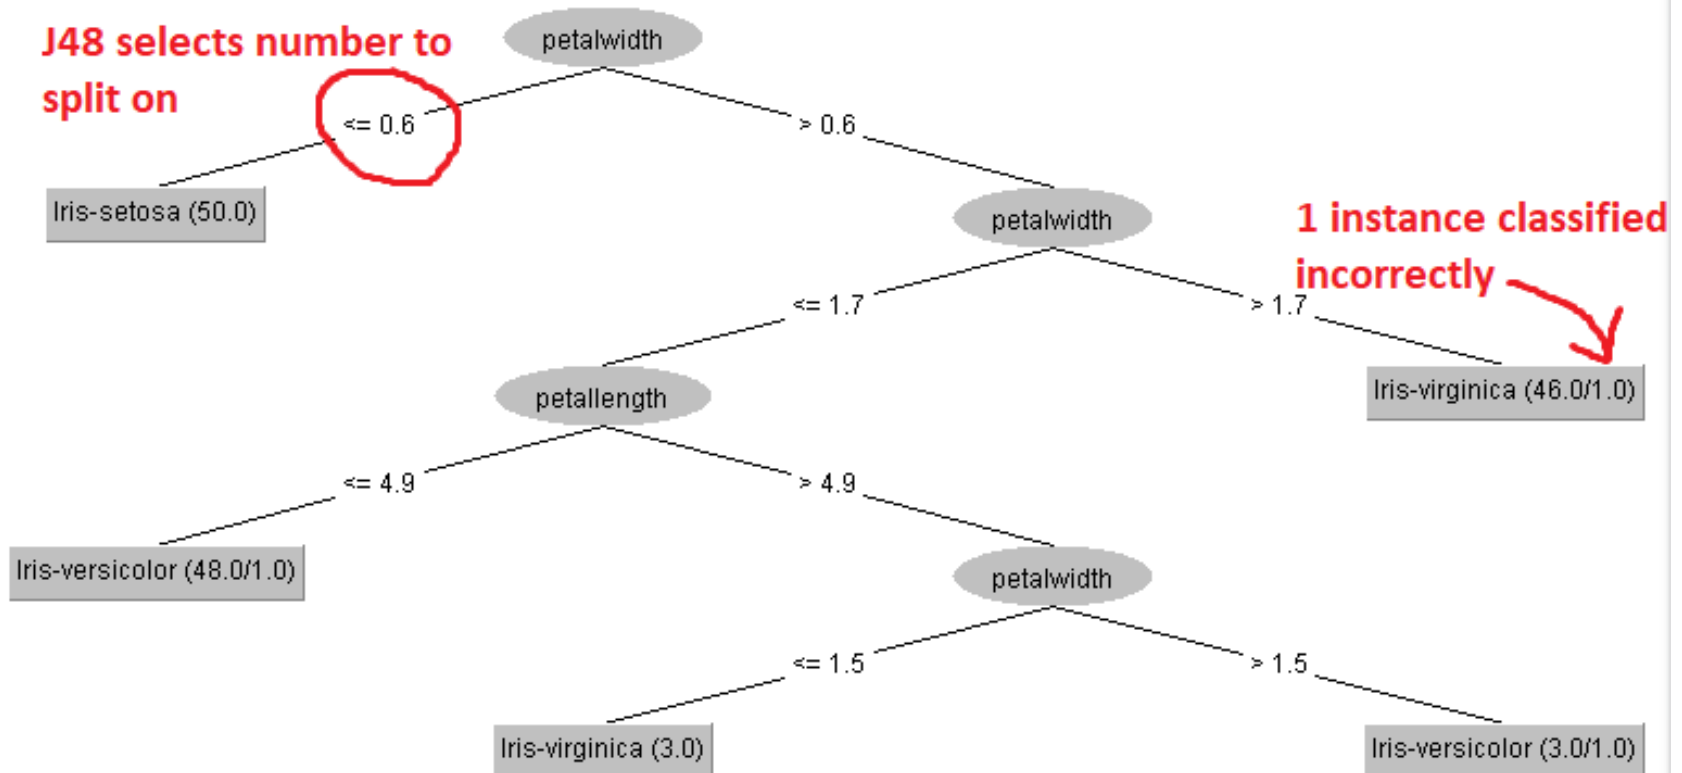 J48 selects number to
split on
petalwidth
<= 0.6
> 0.6
Iris-setosa (50.0)
petalwidth
1 instance classified
incorrectly
<= 1.7
> 1.7
petallength
Iris-virginica (46.0/1.0)
<= 4.9
> 4.9
Iris-versicolor (48.0/1.0)
petalwidth
<= 1.5
> 1.5
Iris-virginica (3.0)
Iris-versicolor (3.0/1.0)